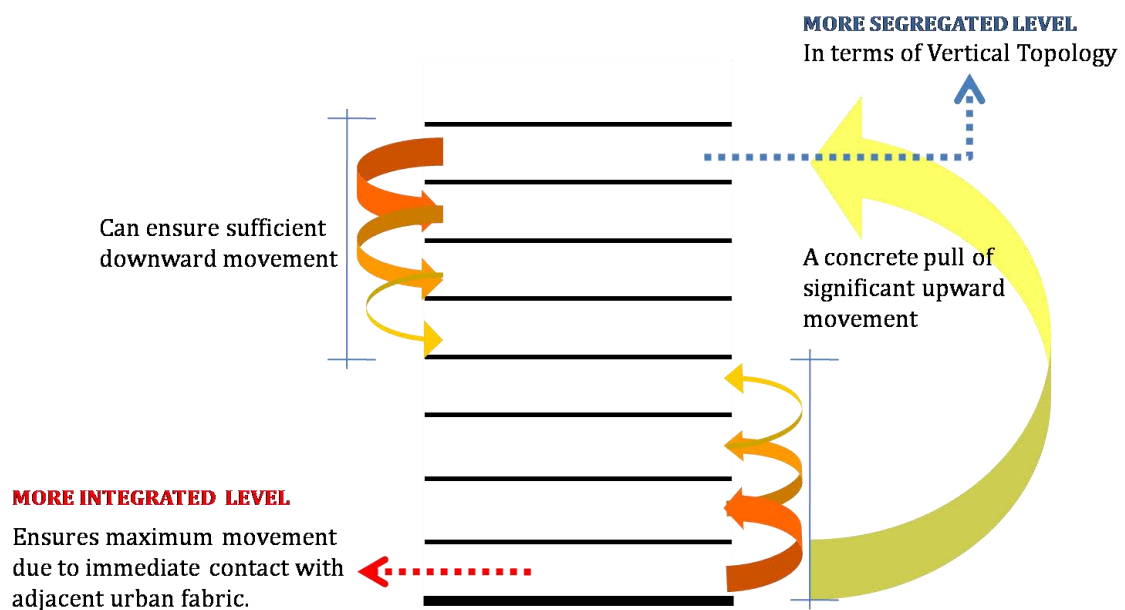 MORE SEGREGATED LEVEL
In terms of Vertical Topology
Can ensure sufficient
downward movement
A concrete pull of
significant upward
movement
MORE INTEGRATED LEVEL
Ensures maximum movement
due to immediate contact with
adjacent urban fabric.